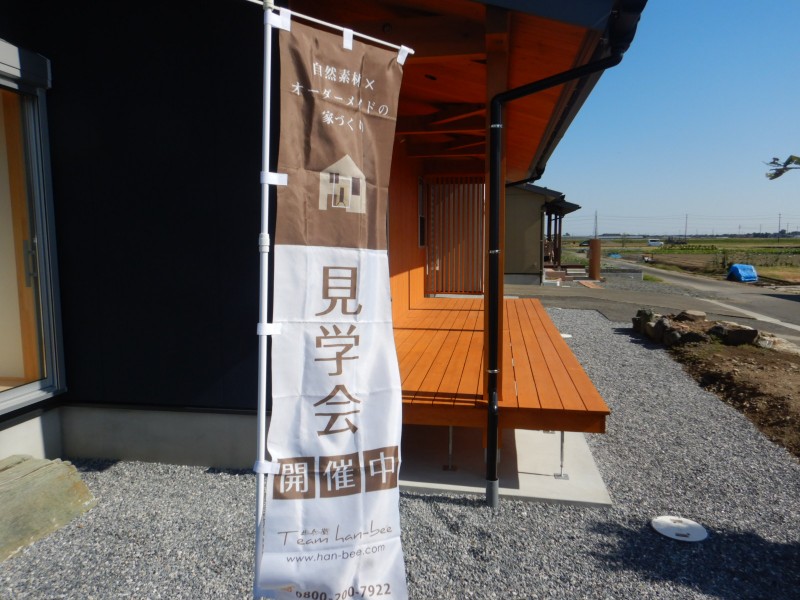 自然素材×
オーダーメイドの
家づくり
見学会
開催中
Team han-bee
www.han-bee.com
0800-200-7922